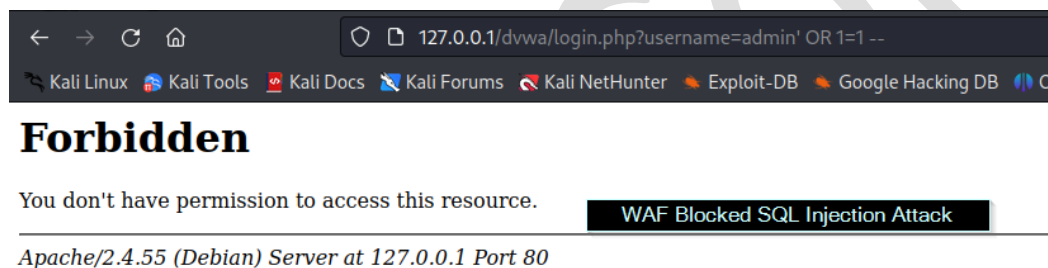 127.0.0.1/dvwa/login.php?username=admin' OR 1=1 --
Kali Linux Kali Tools Kali Docs Kali Forums Kali NetHunter Exploit-DB Google Hacking DB
Forbidden
You don't have permission to access this resource.
WAF Blocked SQL Injection Attack
Apache/2.4.55 (Debian) Server at 127.0.0.1 Port 80